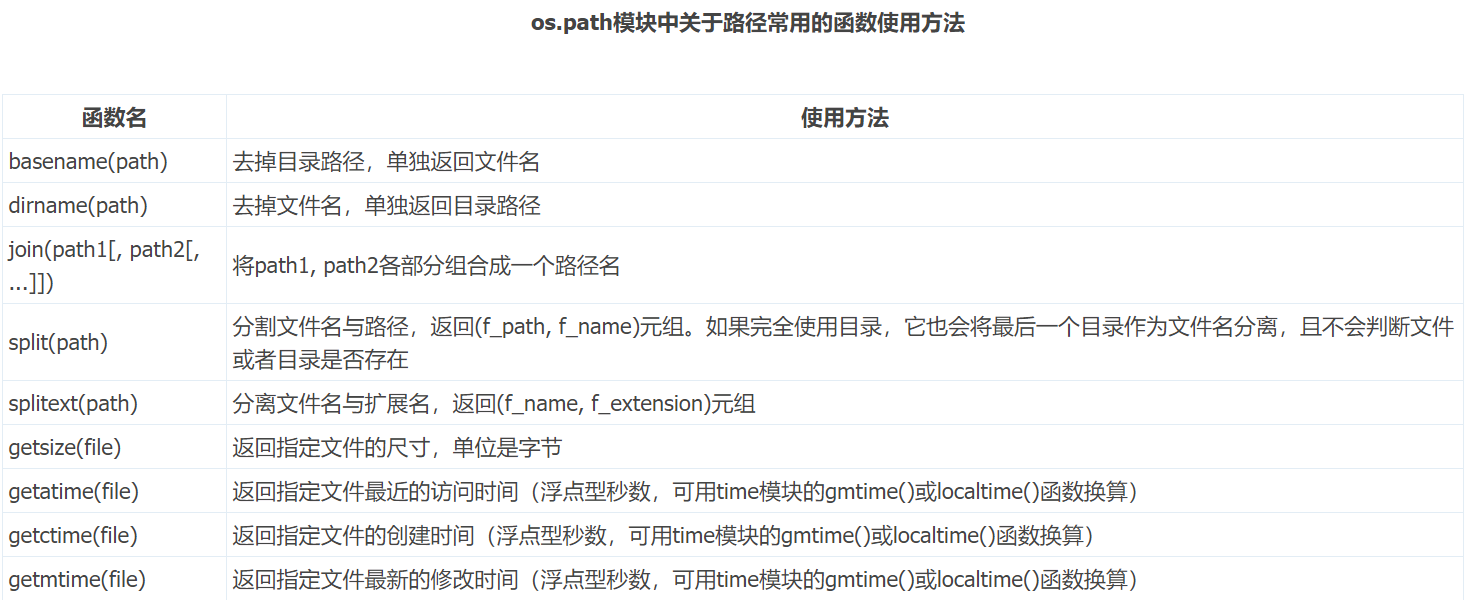 os.path模块中关于路径常用的函数使用方法
函数名
使用方法
basename(path)
去掉目录路径，单独返回文件名
dirname(path)
去掉文件名，单独返回目录路径
join(path1[, path2[,
...]])
将path1, path2各部分组合成一个路径名
split(path)
分割文件名与路径，返回(f_path, f_name)元组。如果完全使用目录，它也会将最后一个目录作为文件名分离，且不会判断文件
或者目录是否存在
splitext(path)
分离文件名与扩展名，返回(f_name, f_extension)元组
getsize(file)
返回指定文件的尺寸，单位是字节
getatime(file)
返回指定文件最近的访问时间（浮点型秒数，可用time模块的gmtime()或localtime()函数换算）
getctime(file)
返回指定文件的创建时间（浮点型秒数，可用time模块的gmtime()或localtime()函数换算）
getmtime(file)
返回指定文件最新的修改时间（浮点型秒数，可用time模块的gmtime()或localtime()函数换算）